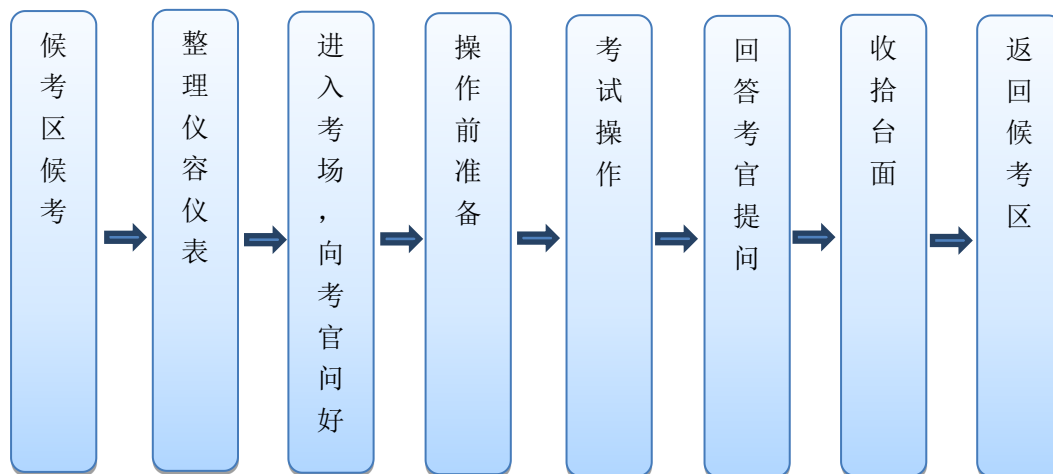 候考区候考
整理仪容仪表
进入考场，向考官问好
操作前准备
考试操作
回答考官提问
收拾台面
返回候考区